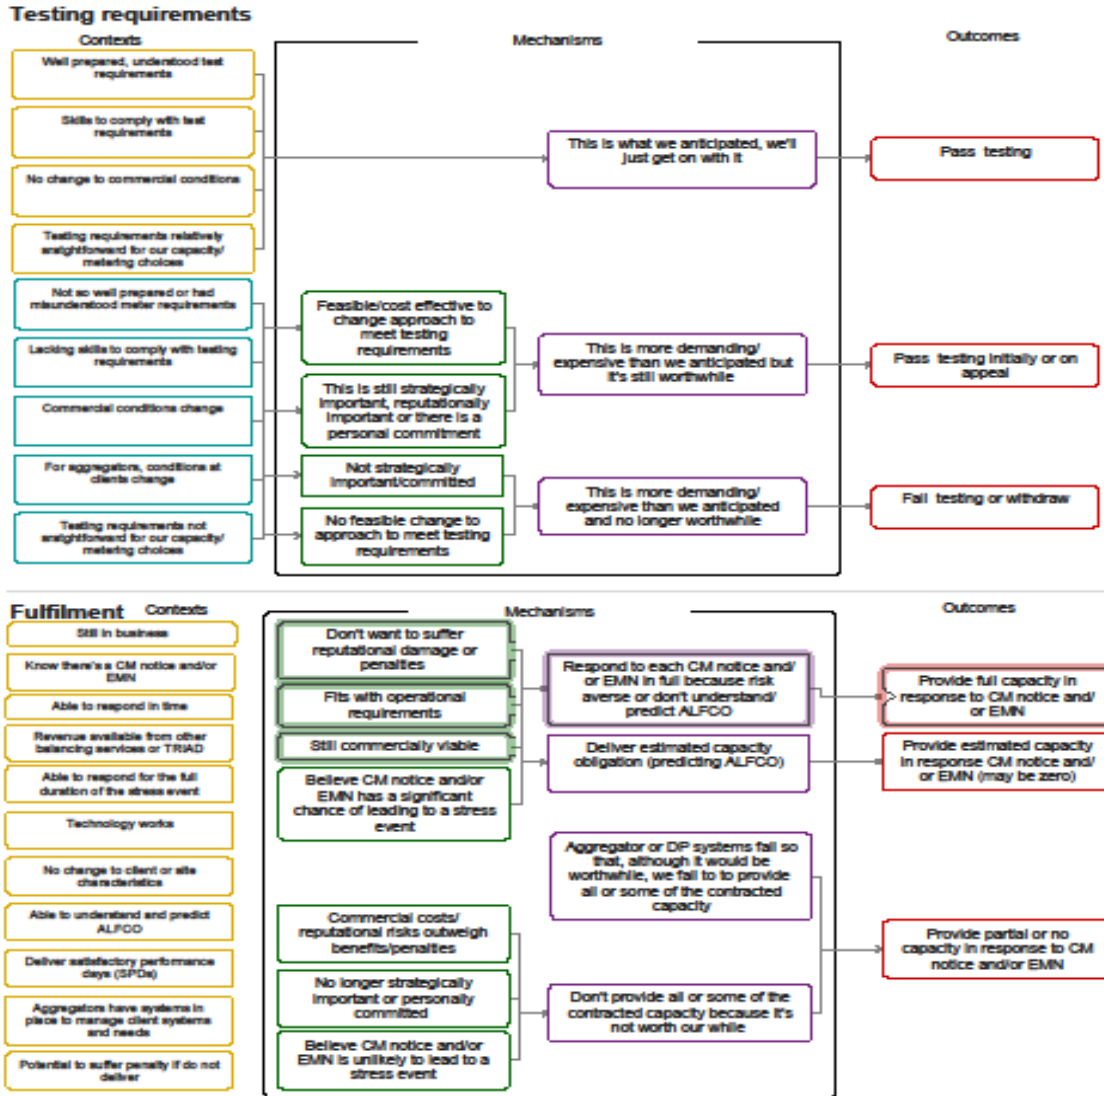 Testing requirements
Contexts
Mechanisms
Outcomes
Well prepared, understood test
requirements
Skills to comply with test
requirements
No change to commercial conditions
Testing requirements relatively
straightforward for our capacity/
metering choices
This is what we anticipated, we'll
just get on with it
Pass testing
Not so well prepared or had
misunderstood meter requirements
Lacking skills to comply with testing
requirements
Commercial conditions change
For aggregators, conditions at
clients change
Testing requirements not
straightforward for our capacity/
metering choices
Feasible/cost effective to
change approach to
meet testing
requirements
This is still strategically
important, reputationally
important or there is a
personal commitment
Not strategically
important/committed
No feasible change to
approach to meet testing
requirements
This is more demanding/
expensive than we anticipated but
it's still worthwhile
This is more demanding/
expensive than we anticipated
and no longer worthwhile
Pass testing initially or on
appeal
Fail testing or withdraw
Fulfilment
Contexts
Mechanisms
Outcomes
Still in business
Know there's a CM notice and/or
EMN
Able to respond in time
Revenue available from other
balancing services or TRIAD
Able to respond for the full
duration of the stress event
Technology works
No change to client or site
characteristics
Able to understand and predict
ALFCO
Deliver satisfactory performance
days (SPDs)
Aggregators have systems in
place to manage client systems
and needs
Potential to suffer penalty if do not
deliver
Don't want to suffer
reputational damage or
penalties
Fits with operational
requirements
Still commercially viable
Believe CM notice and/or
EMN has a significant
chance of leading to a stress
event
Commercial costs/
reputational risks outweigh
benefits/penalties
No longer strategically
important or personally
committed
Believe CM notice and/or
EMN is unlikely to lead to a
stress event
Respond to each CM notice and/
or EMN in full because risk
averse or don't understand/
predict ALFCO
Deliver estimated capacity
obligation (predicting ALFCO)
Aggregator or DP systems fail so
that, although it would be
worthwhile, we fail to to provide
all or some of the contracted
capacity
Don't provide all or some of the
contracted capacity because it's
not worth our while
Provide full capacity in
response to CM notice and/
or EMN
Provide estimated capacity
in response CM notice and/
or EMN (may be zero)
Provide partial or no
capacity in response to CM
notice and/or EMN